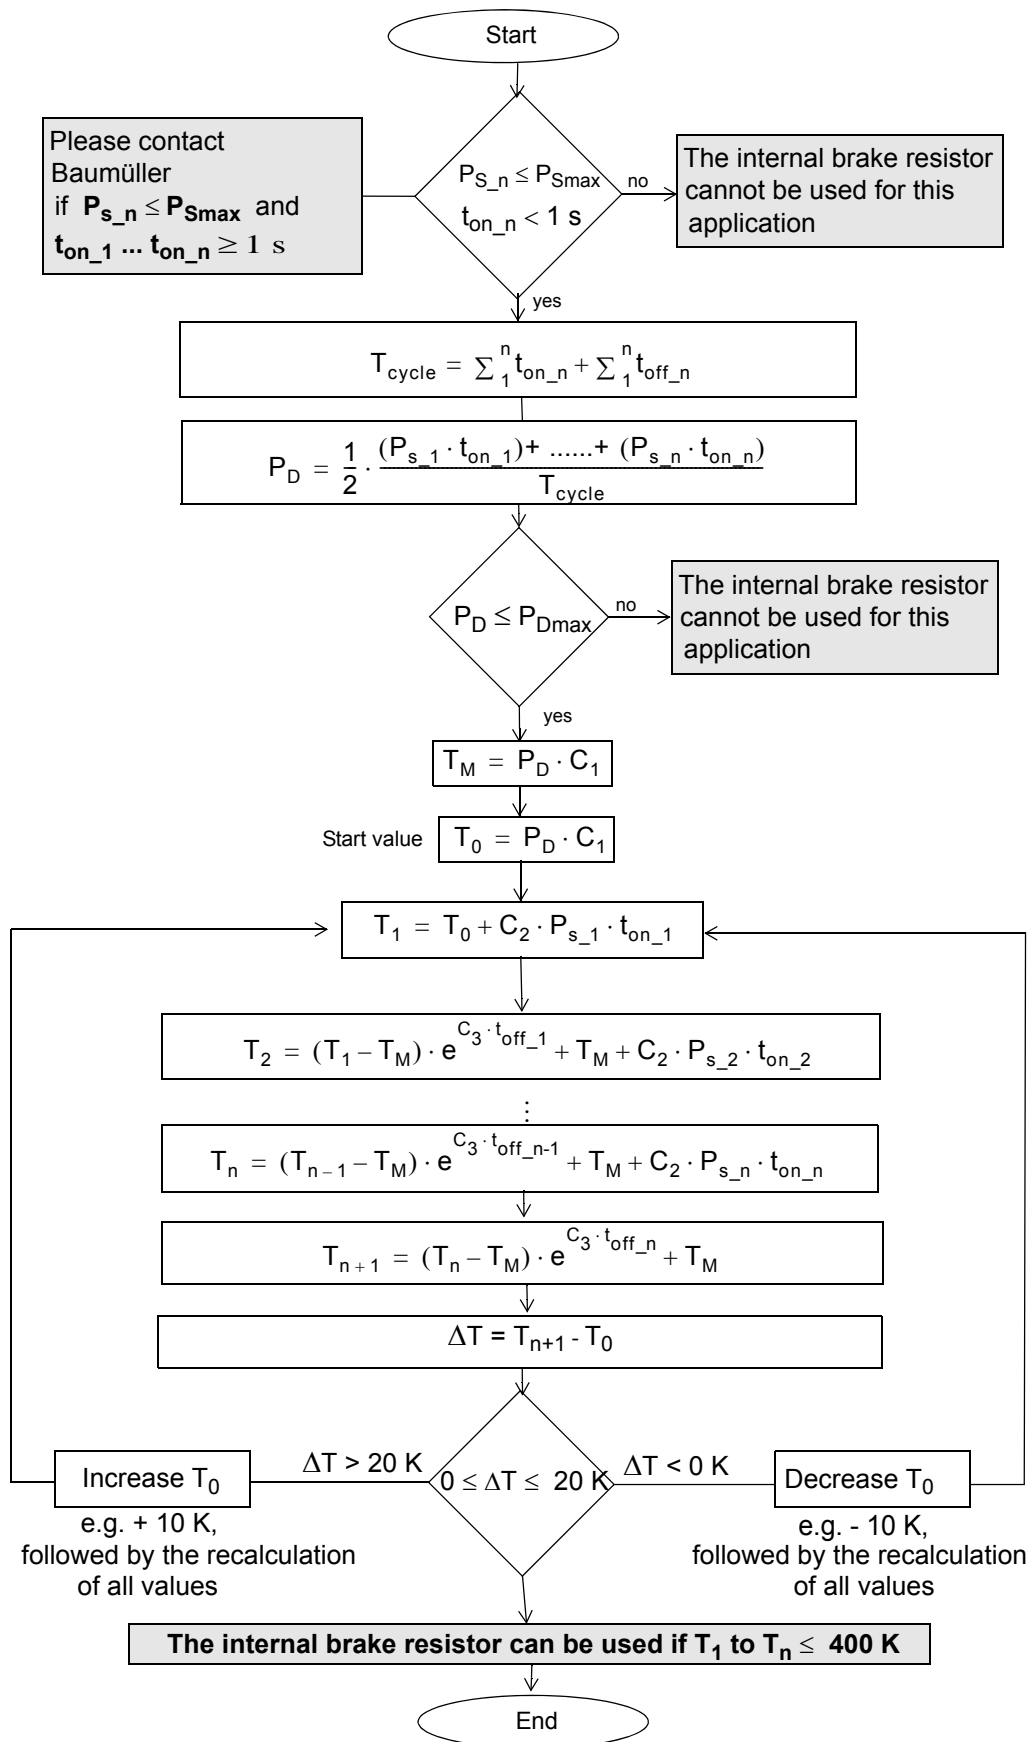 Start
Please contact
Baumüller
if P_s_n ≤ P_Smax and
t_on_1 ... t_on_n ≥ 1 s
P_S_n ≤ P_Smax
t_on_n < 1 s
no
The internal brake resistor
cannot be used for this
application
yes
T_cycle = ∑_1^n t_on_n + ∑_1^n t_off_n
P_D = 1/2 · ((P_s_1 · t_on_1)+ ......+ (P_s_n · t_on_n))/T_cycle
P_D ≤ P_Dmax
no
The internal brake resistor
cannot be used for this
application
yes
T_M = P_D · C_1
Start value
T_0 = P_D · C_1
T_1 = T_0 + C_2 · P_s_1 · t_on_1
T_2 = (T_1 – T_M) · e^(C_3 · t_off_1) + T_M + C_2 · P_s_2 · t_on_2
⋮
T_n = (T_n–1 – T_M) · e^(C_3 · t_off_n-1) + T_M + C_2 · P_s_n · t_on_n
T_n+1 = (T_n – T_M) · e^(C_3 · t_off_n) + T_M
ΔT = T_n+1 - T_0
Increase T_0
ΔT > 20 K
0 ≤ ΔT ≤ 20 K
ΔT < 0 K
Decrease T_0
e.g. + 10 K,
followed by the recalculation
of all values
e.g. - 10 K,
followed by the recalculation
of all values
The internal brake resistor can be used if T_1 to T_n ≤ 400 K
End